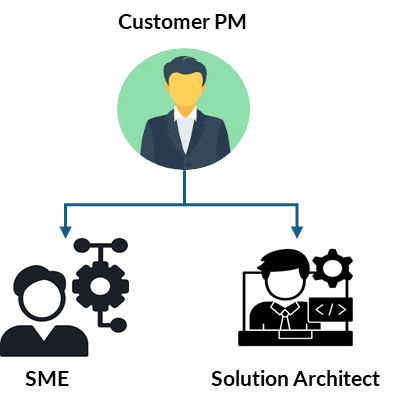 Customer PM
</>
SME
Solution Architect